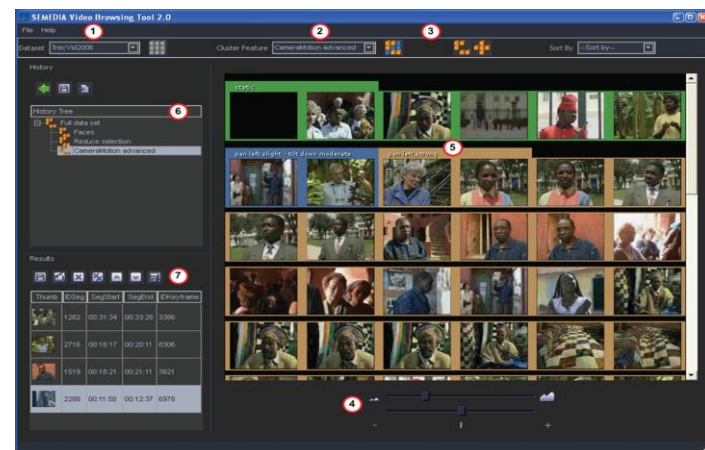 SEMEDIA Video Browsing Tool 2.0
File Help
1
2
3
Dataset TrecVid2006
Cluster Feature CameraMotion advanced
Sort By --Sort by--
History
History Tree
6
Full data set
Faces
Reduce selection
CameraMotion advanced
static
pan left slight - tilt down moderate
pan left strong
5
Results
7
Thumb IDSeg SegStart SegEnd IDKeyframe
1282 00:31:34 00:33:26 3386
2716 00:18:17 00:20:11 8306
1519 00:18:21 00:21:11 3821
2286 00:11:58 00:12:37 6978
4
- I +